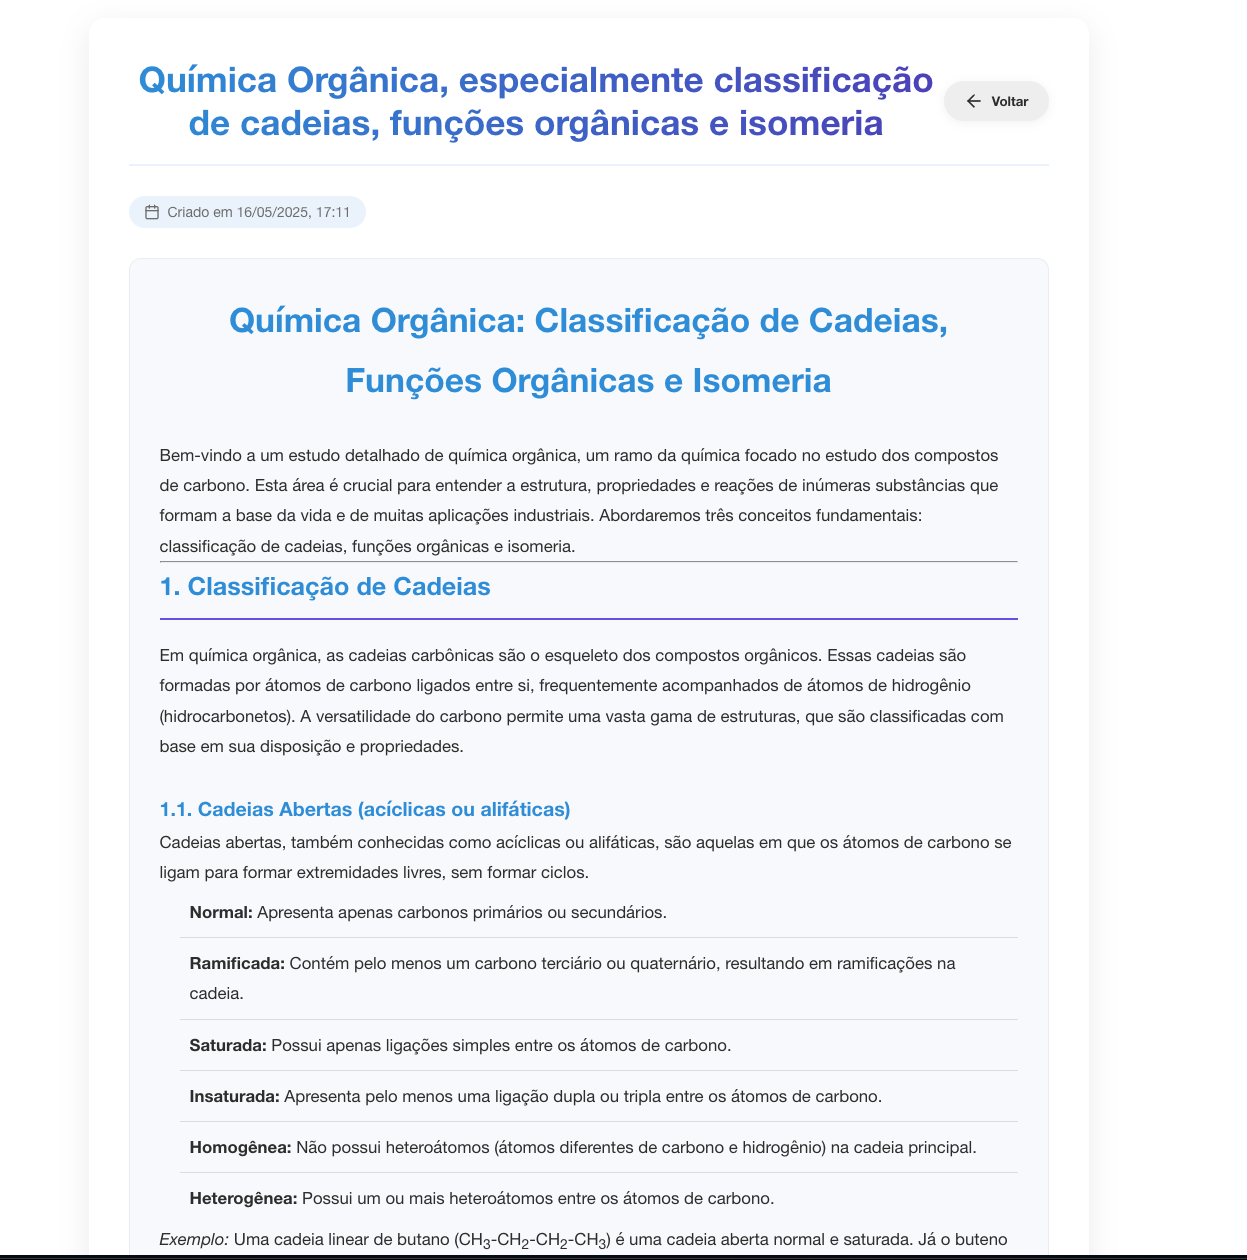 Química Orgânica, especialmente classificação
de cadeias, funções orgânicas e isomeria
Voltar
Criado em 16/05/2025, 17:11
Química Orgânica: Classificação de Cadeias,
Funções Orgânicas e Isomeria
Bem-vindo a um estudo detalhado de química orgânica, um ramo da química focado no estudo dos compostos
de carbono. Esta área é crucial para entender a estrutura, propriedades e reações de inúmeras substâncias que
formam a base da vida e de muitas aplicações industriais. Abordaremos três conceitos fundamentais:
classificação de cadeias, funções orgânicas e isomeria.
1. Classificação de Cadeias
Em química orgânica, as cadeias carbônicas são o esqueleto dos compostos orgânicos. Essas cadeias são
formadas por átomos de carbono ligados entre si, frequentemente acompanhados de átomos de hidrogênio
(hidrocarbonetos). A versatilidade do carbono permite uma vasta gama de estruturas, que são classificadas com
base em sua disposição e propriedades.
1.1. Cadeias Abertas (acíclicas ou alifáticas)
Cadeias abertas, também conhecidas como acíclicas ou alifáticas, são aquelas em que os átomos de carbono se
ligam para formar extremidades livres, sem formar ciclos.
Normal: Apresenta apenas carbonos primários ou secundários.
Ramificada: Contém pelo menos um carbono terciário ou quaternário, resultando em ramificações na
cadeia.
Saturada: Possui apenas ligações simples entre os átomos de carbono.
Insaturada: Apresenta pelo menos uma ligação dupla ou tripla entre os átomos de carbono.
Homogênea: Não possui heteroátomos (átomos diferentes de carbono e hidrogênio) na cadeia principal.
Heterogênea: Possui um ou mais heteroátomos entre os átomos de carbono.
Exemplo: Uma cadeia linear de butano (CH₃-CH₂-CH₂-CH₃) é uma cadeia aberta normal e saturada. Já o buteno